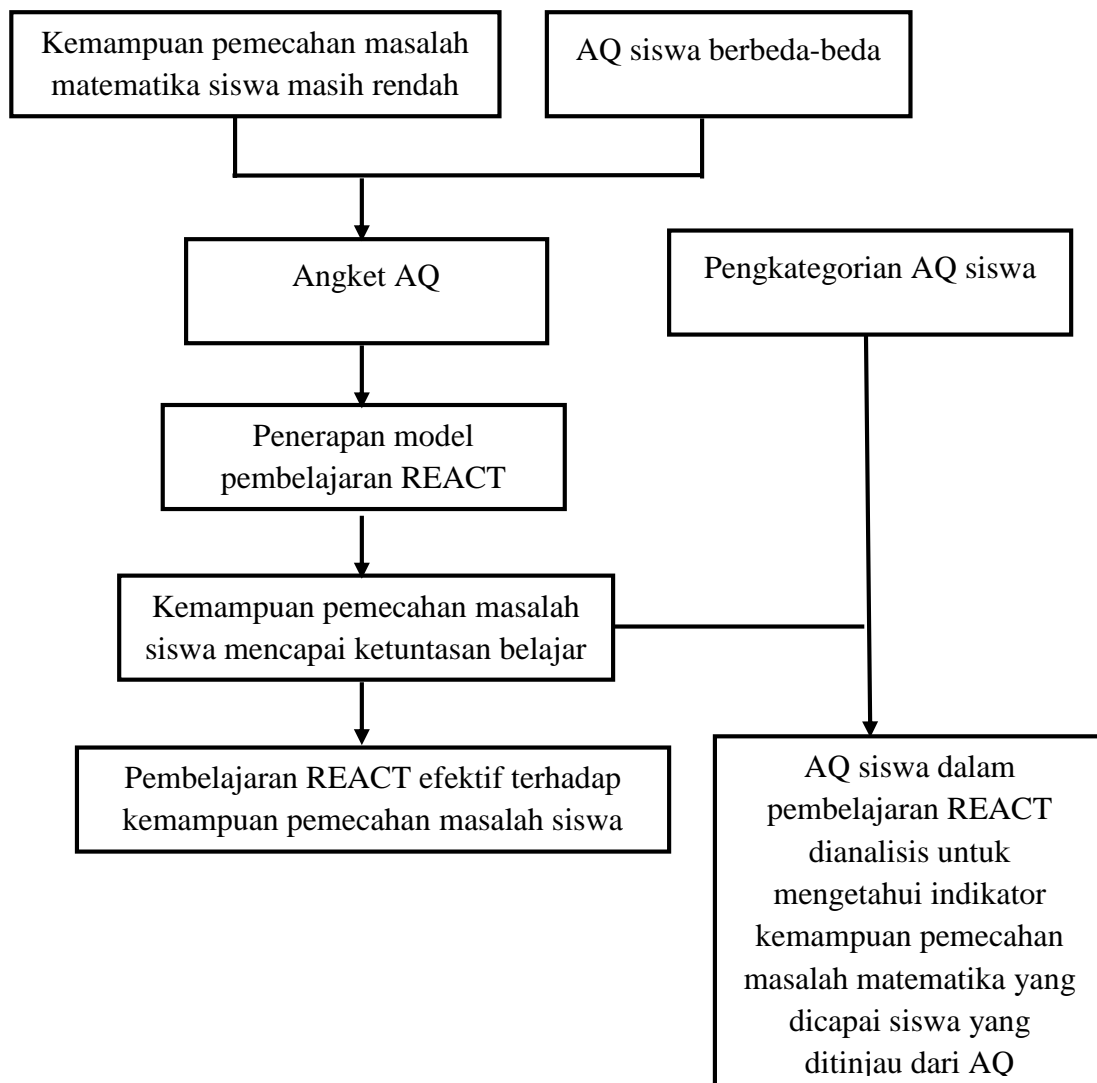 Kemampuan pemecahan masalah
matematika siswa masih rendah
AQ siswa berbeda-beda
Angket AQ
Pengkategorian AQ siswa
Penerapan model
pembelajaran REACT
Kemampuan pemecahan masalah
siswa mencapai ketuntasan belajar
Pembelajaran REACT efektif terhadap
kemampuan pemecahan masalah siswa
AQ siswa dalam
pembelajaran REACT
dianalisis untuk
mengetahui indikator
kemampuan pemecahan
masalah matematika yang
dicapai siswa yang
ditinjau dari AQ